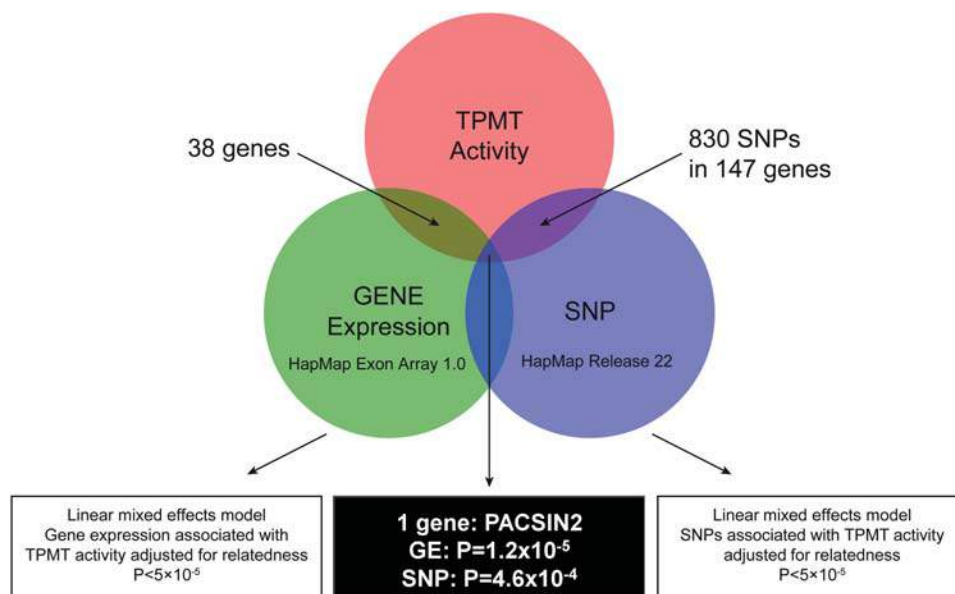 TPMT
Activity
38 genes
830 SNPs
in 147 genes
GENE
Expression
HapMap Exon Array 1.0
SNP
HapMap Release 22
Linear mixed effects model
Gene expression associated with
TPMT activity adjusted for relatedness
P<5×10⁻⁵
1 gene: PACSIN2
GE: P=1.2x10⁻⁵
SNP: P=4.6x10⁻⁴
Linear mixed effects model
SNPs associated with TPMT activity
adjusted for relatedness
P<5×10⁻⁵